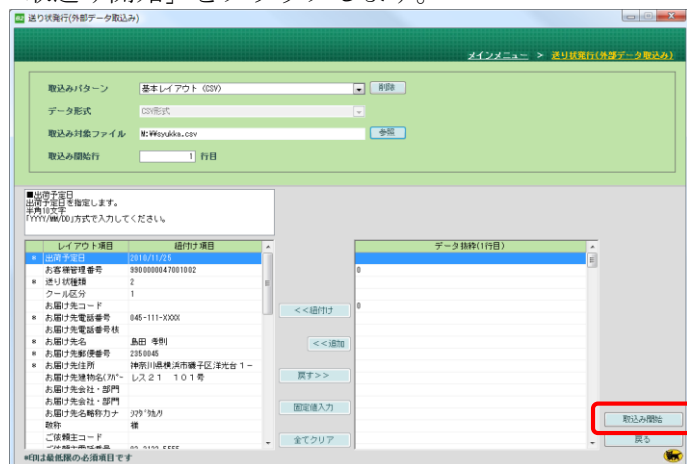 「取込み開始」をクリックします。
送り状発行(外部データ取込み)
メインメニュー > 送り状発行(外部データ取込み)
取込みパターン 基本レイアウト (CSV) 削除
データ形式 CSV形式
取込み対象ファイル M:¥¥syukka.csv 参照
取込み開始行 1 行目
■出荷予定日
出荷予定日を指定します。
半角10文字
「YYYY/MM/DD」方式で入力してください。
レイアウト項目 紐付け項目 データ抜粋(1行目)
※ 出荷予定日 2010/11/26
お客様管理番号 9900000047001002 0
※ 送り状種類 2
クール区分 1
お届け先コード 0
※ お届け先電話番号 045-111-XXXX <<紐付け
お届け先電話番号枝
※ お届け先名 島田 孝則
※ お届け先郵便番号 2350045 <<追加
※ お届け先住所 神奈川県横浜市磯子区洋光台1-
お届け先建物名(アパー レス21 101号 戻す>>
お届け先会社・部門
お届け先会社・部門
お届け先名略称カナ 固定値入力
敬称 様 取込み開始
ご依頼主コード
全てクリア 戻る
※印は最低限の必須項目です